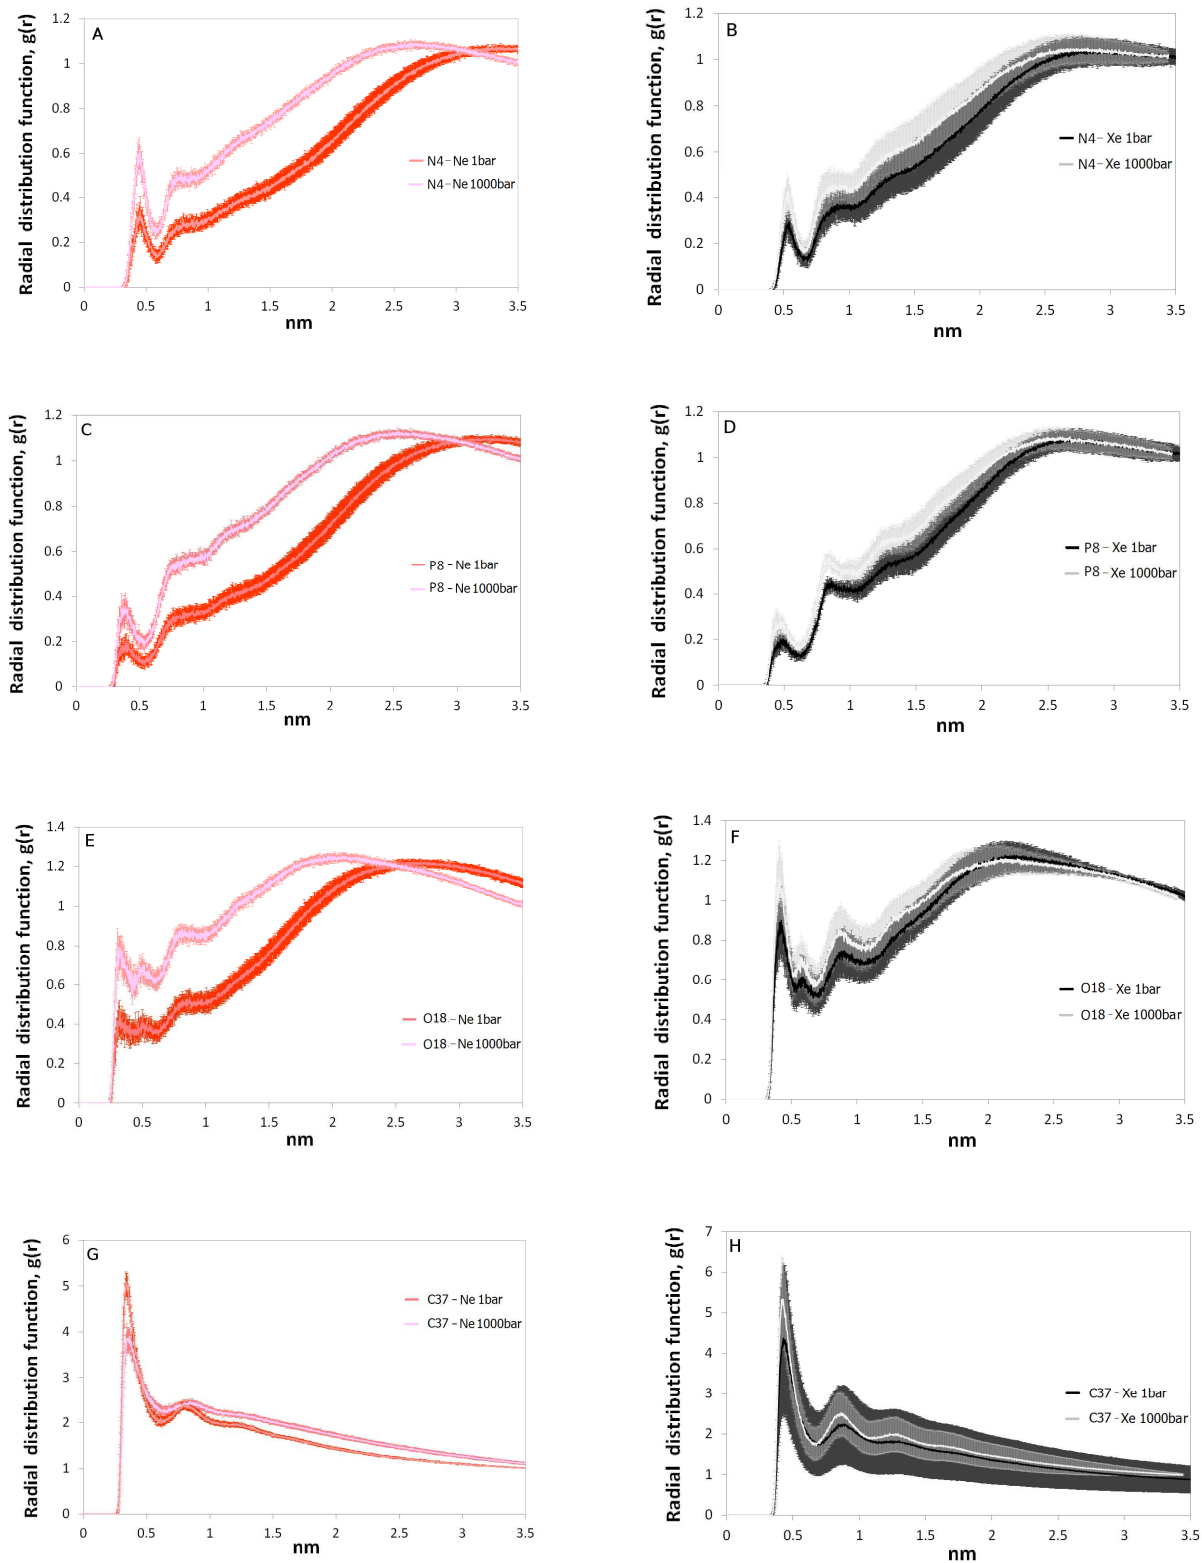 A
Radial distribution function, g(r)
1.2
1
0.8
0.6
0.4
0.2
0
N4-Ne 1bar
N4-Ne 1000bar
0 0.5 1 1.5 2 2.5 3 3.5
nm
B
Radial distribution function, g(r)
1.2
1
0.8
0.6
0.4
0.2
0
N4-Xe 1bar
N4-Xe 1000bar
0 0.5 1 1.5 2 2.5 3 3.5
nm
C
Radial distribution function, g(r)
1.2
1
0.8
0.6
0.4
0.2
0
P8-Ne 1bar
P8-Ne 1000bar
0 0.5 1 1.5 2 2.5 3 3.5
nm
D
Radial distribution function, g(r)
1.2
1
0.8
0.6
0.4
0.2
0
P8-Xe 1bar
P8-Xe 1000bar
0 0.5 1 1.5 2 2.5 3 3.5
nm
E
Radial distribution function, g(r)
1.4
1.2
1
0.8
0.6
0.4
0.2
0
O18-Ne 1bar
O18-Ne 1000bar
0 0.5 1 1.5 2 2.5 3 3.5
nm
F
Radial distribution function, g(r)
1.4
1.2
1
0.8
0.6
0.4
0.2
0
O18-Xe 1bar
O18-Xe 1000bar
0 0.5 1 1.5 2 2.5 3 3.5
nm
G
Radial distribution function, g(r)
6
5
4
3
2
1
0
C37-Ne 1bar
C37-Ne 1000bar
0 0.5 1 1.5 2 2.5 3 3.5
nm
H
Radial distribution function, g(r)
7
6
5
4
3
2
1
0
C37-Xe 1bar
C37-Xe 1000bar
0 0.5 1 1.5 2 2.5 3 3.5
nm